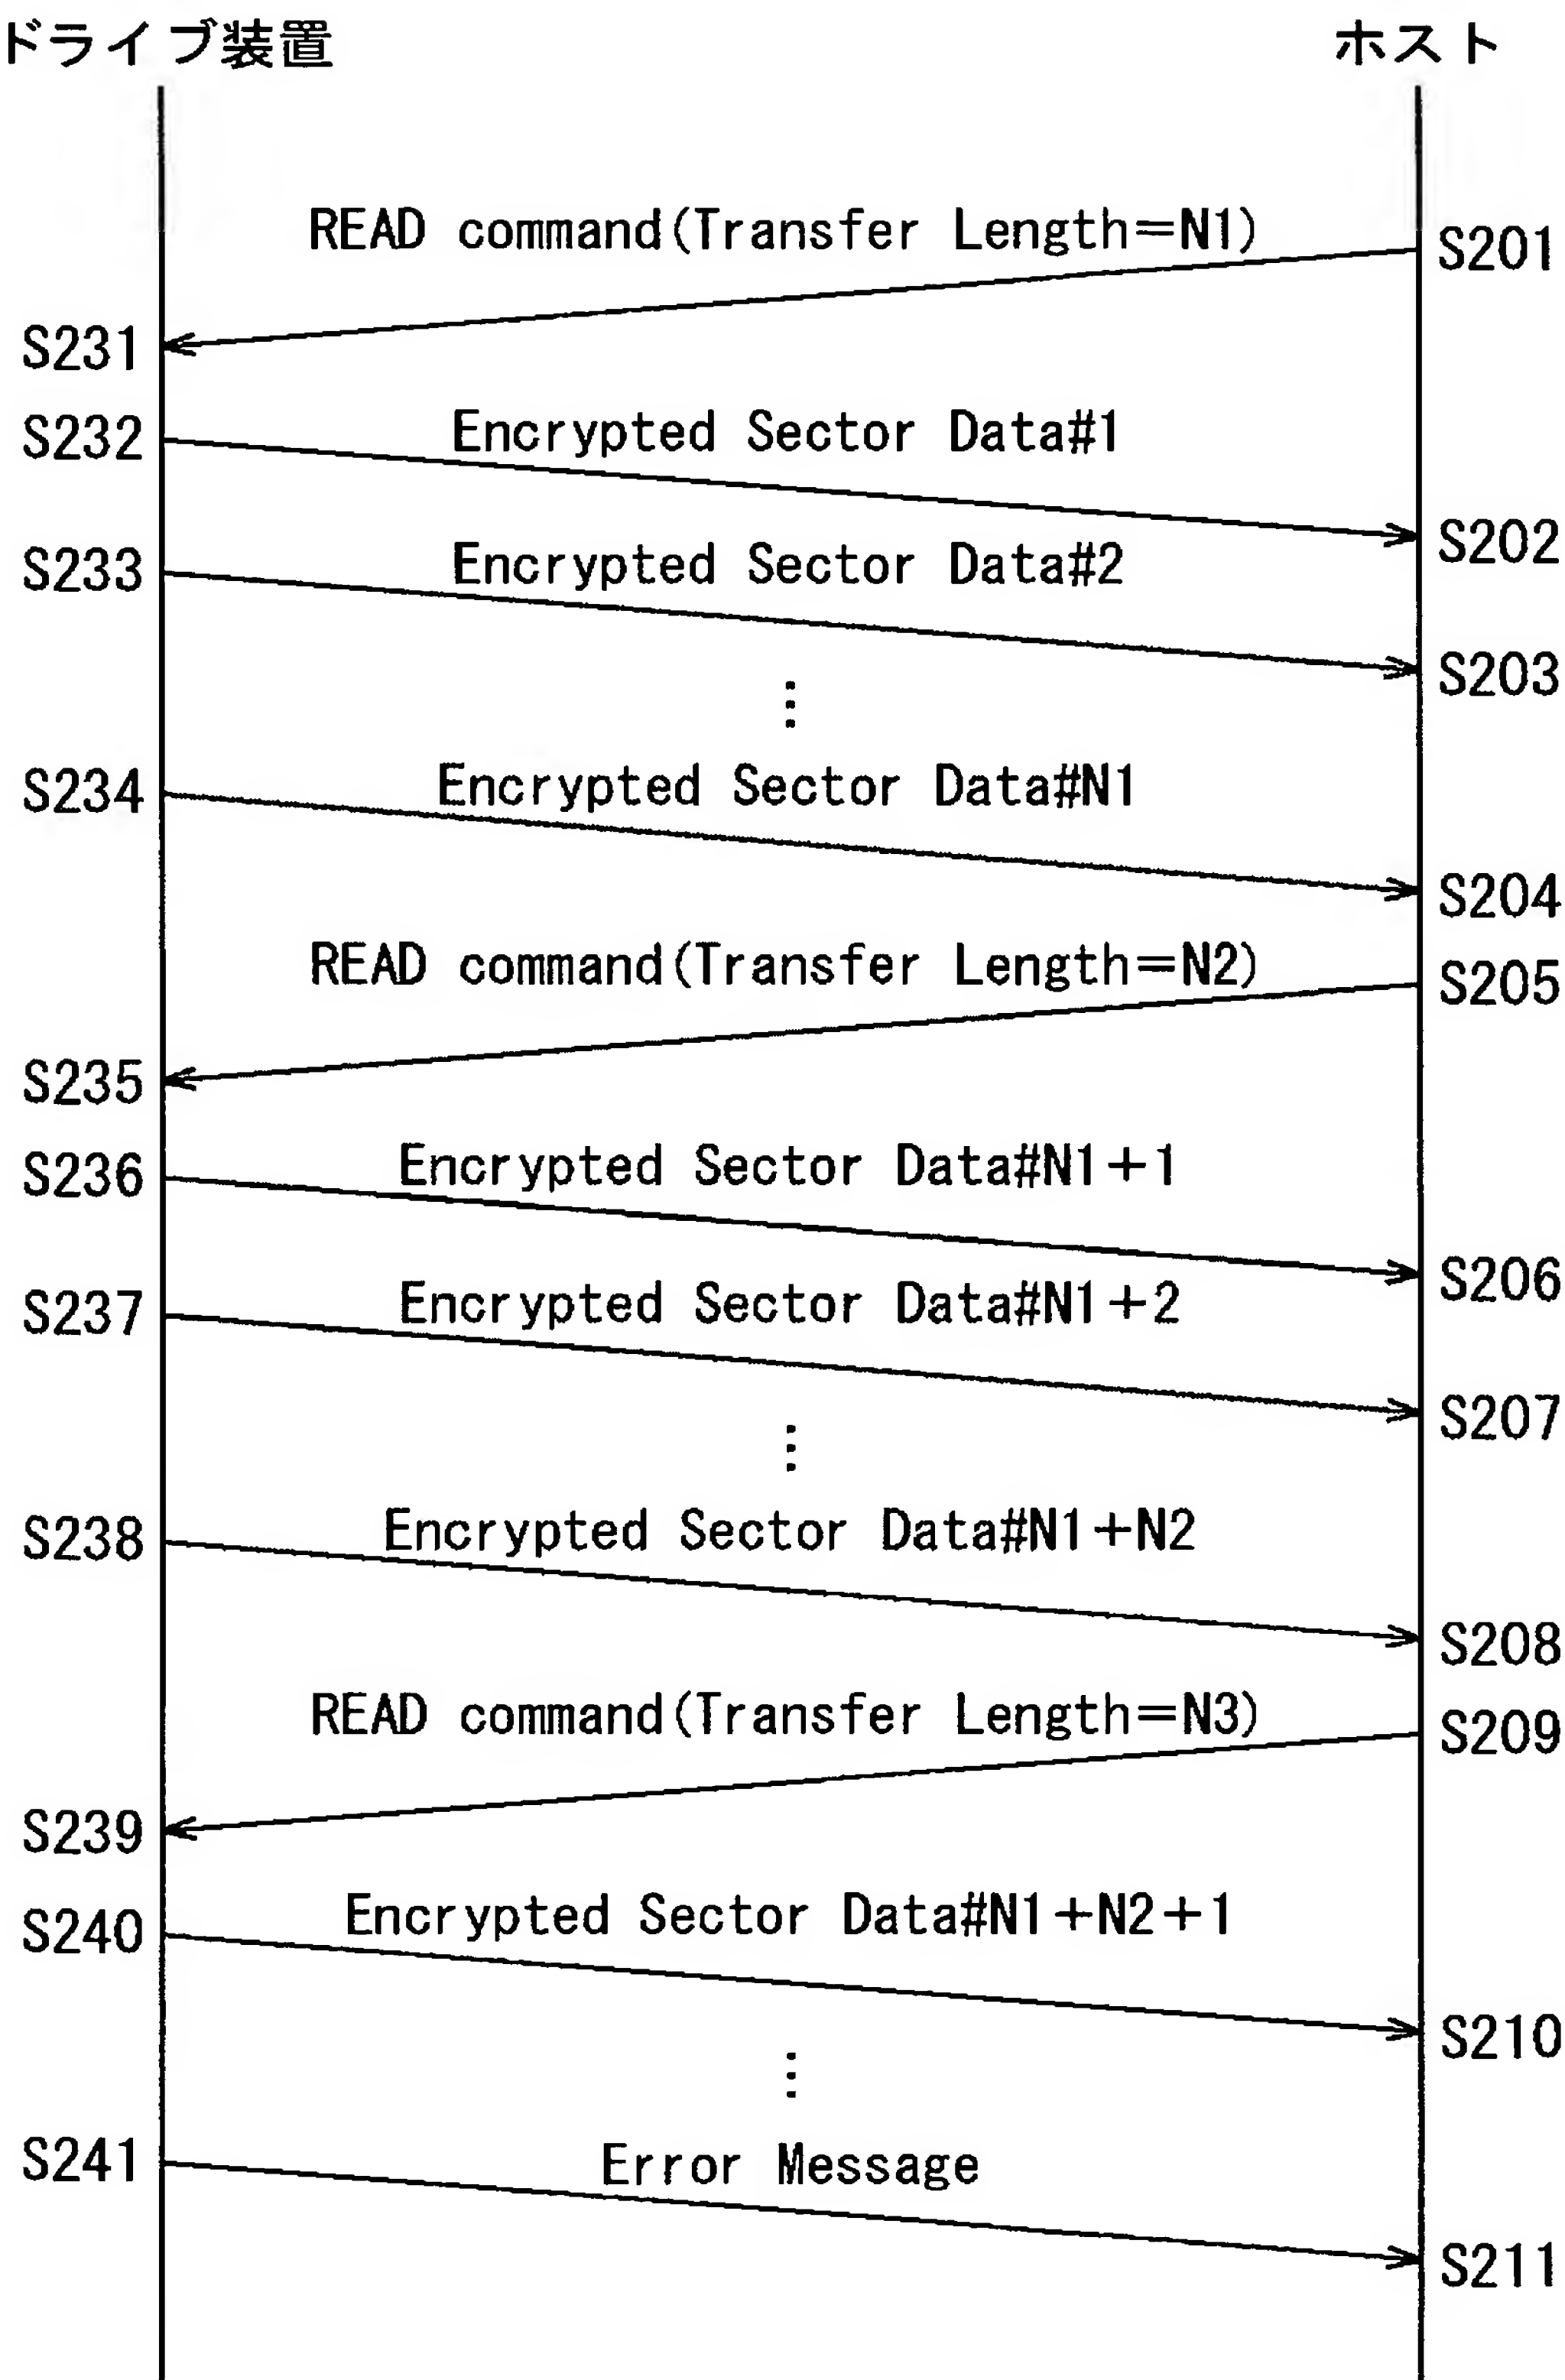 ドライブ装置 ホスト
READ command(Transfer Length=N1)
S201
S231
S232
Encrypted Sector Data#1
S202
S233
Encrypted Sector Data#2
S203
⋮
S234
Encrypted Sector Data#N1
S204
READ command(Transfer Length=N2)
S205
S235
S236
Encrypted Sector Data#N1+1
S206
S237
Encrypted Sector Data#N1+2
S207
⋮
S238
Encrypted Sector Data#N1+N2
S208
READ command(Transfer Length=N3)
S209
S239
S240
Encrypted Sector Data#N1+N2+1
S210
⋮
S241
Error Message
S211